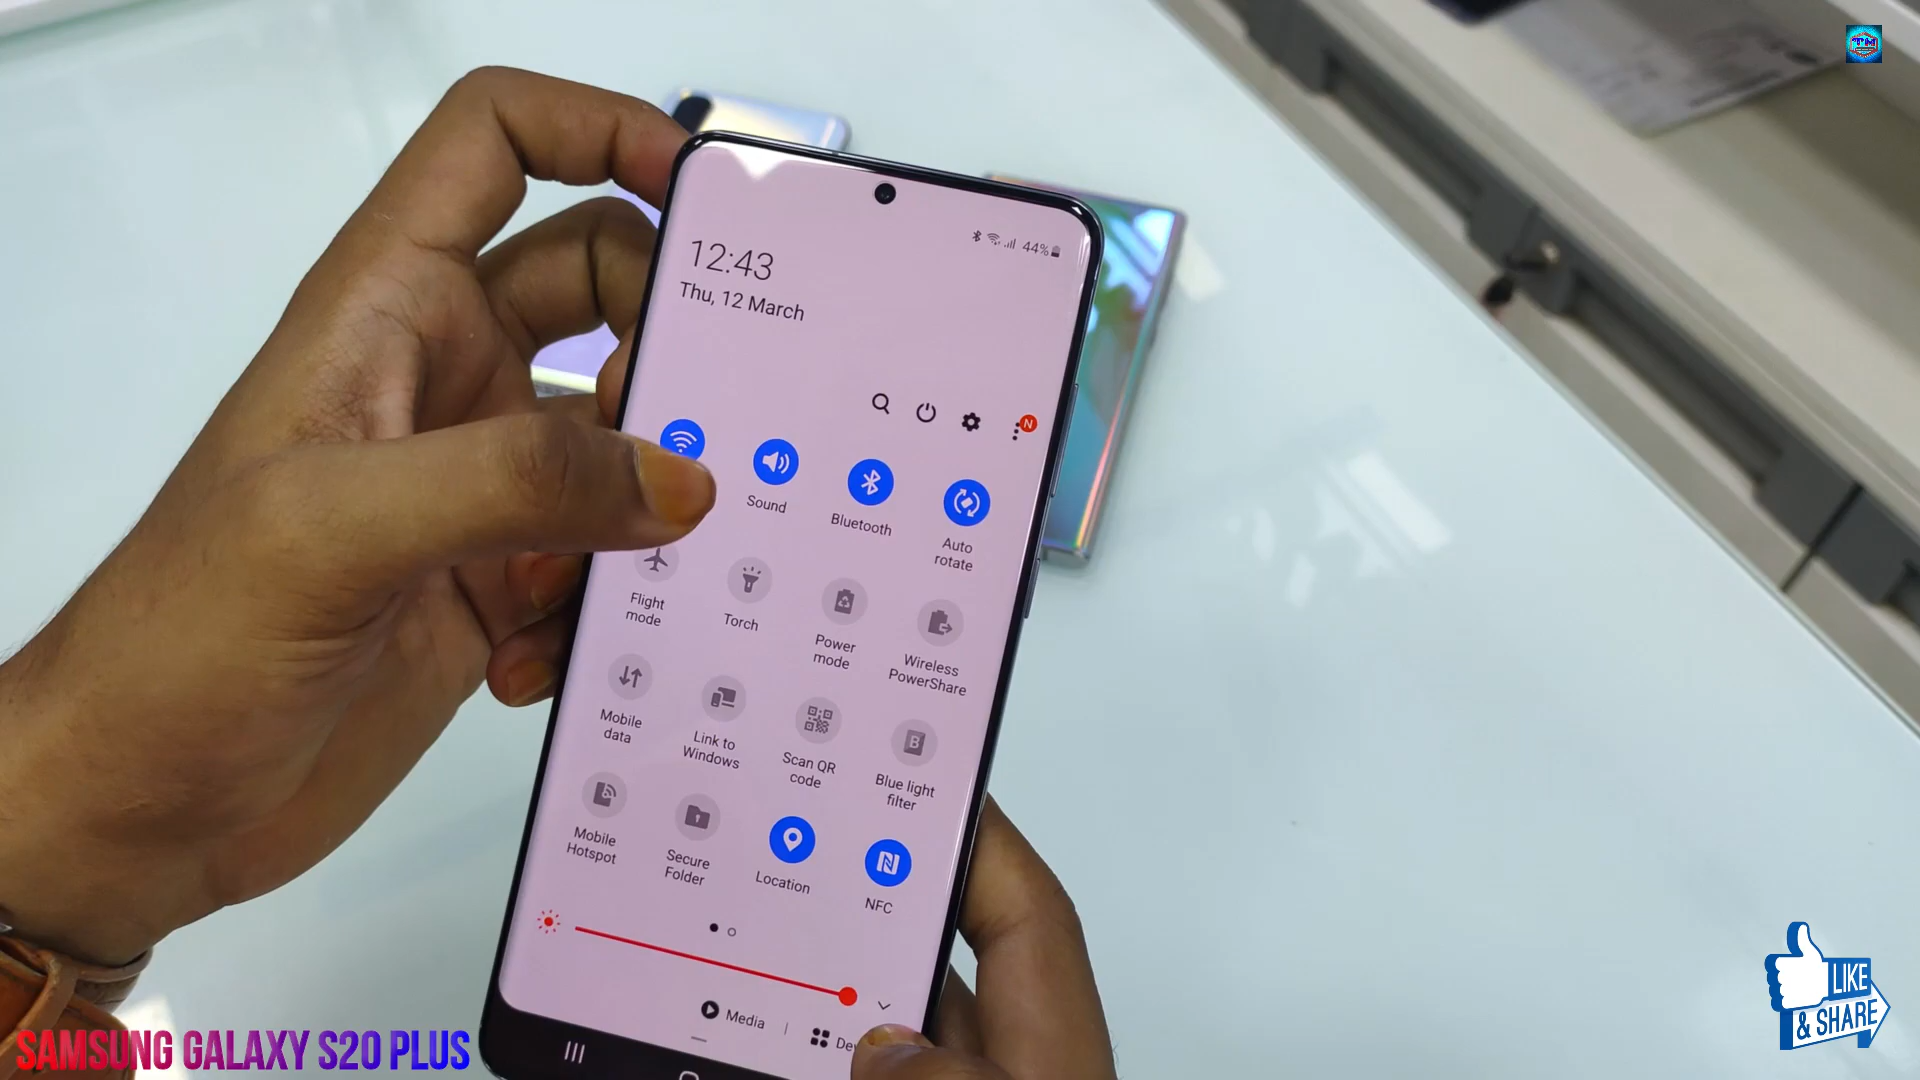 TM
44%
12:43
Thu, 12 March
N
Sound
Bluetooth
Auto
rotate
Flight
mode
Torch
Power
mode
Wireless
PowerShare
Mobile
data
Link to
Windows
Scan QR
code
Blue light
filter
B
Mobile
Hotspot
Secure
Folder
Location
NFC
Media
De
LIKE
& SHARE
SAMSUNG GALAXY S20 PLUS